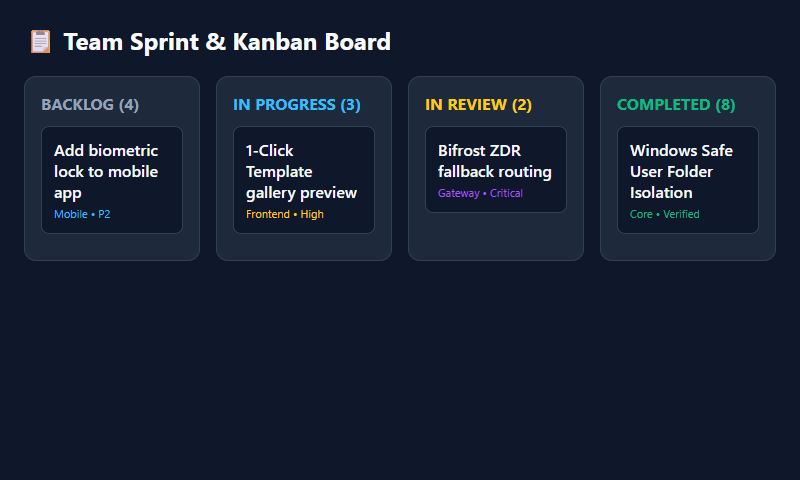 📋 Team Sprint & Kanban Board
BACKLOG (4)
Add biometric
lock to mobile
app
Mobile • P2
IN PROGRESS (3)
1-Click
Template
gallery preview
Frontend • High
IN REVIEW (2)
Bifrost ZDR
fallback routing
Gateway • Critical
COMPLETED (8)
Windows Safe
User Folder
Isolation
Core • Verified